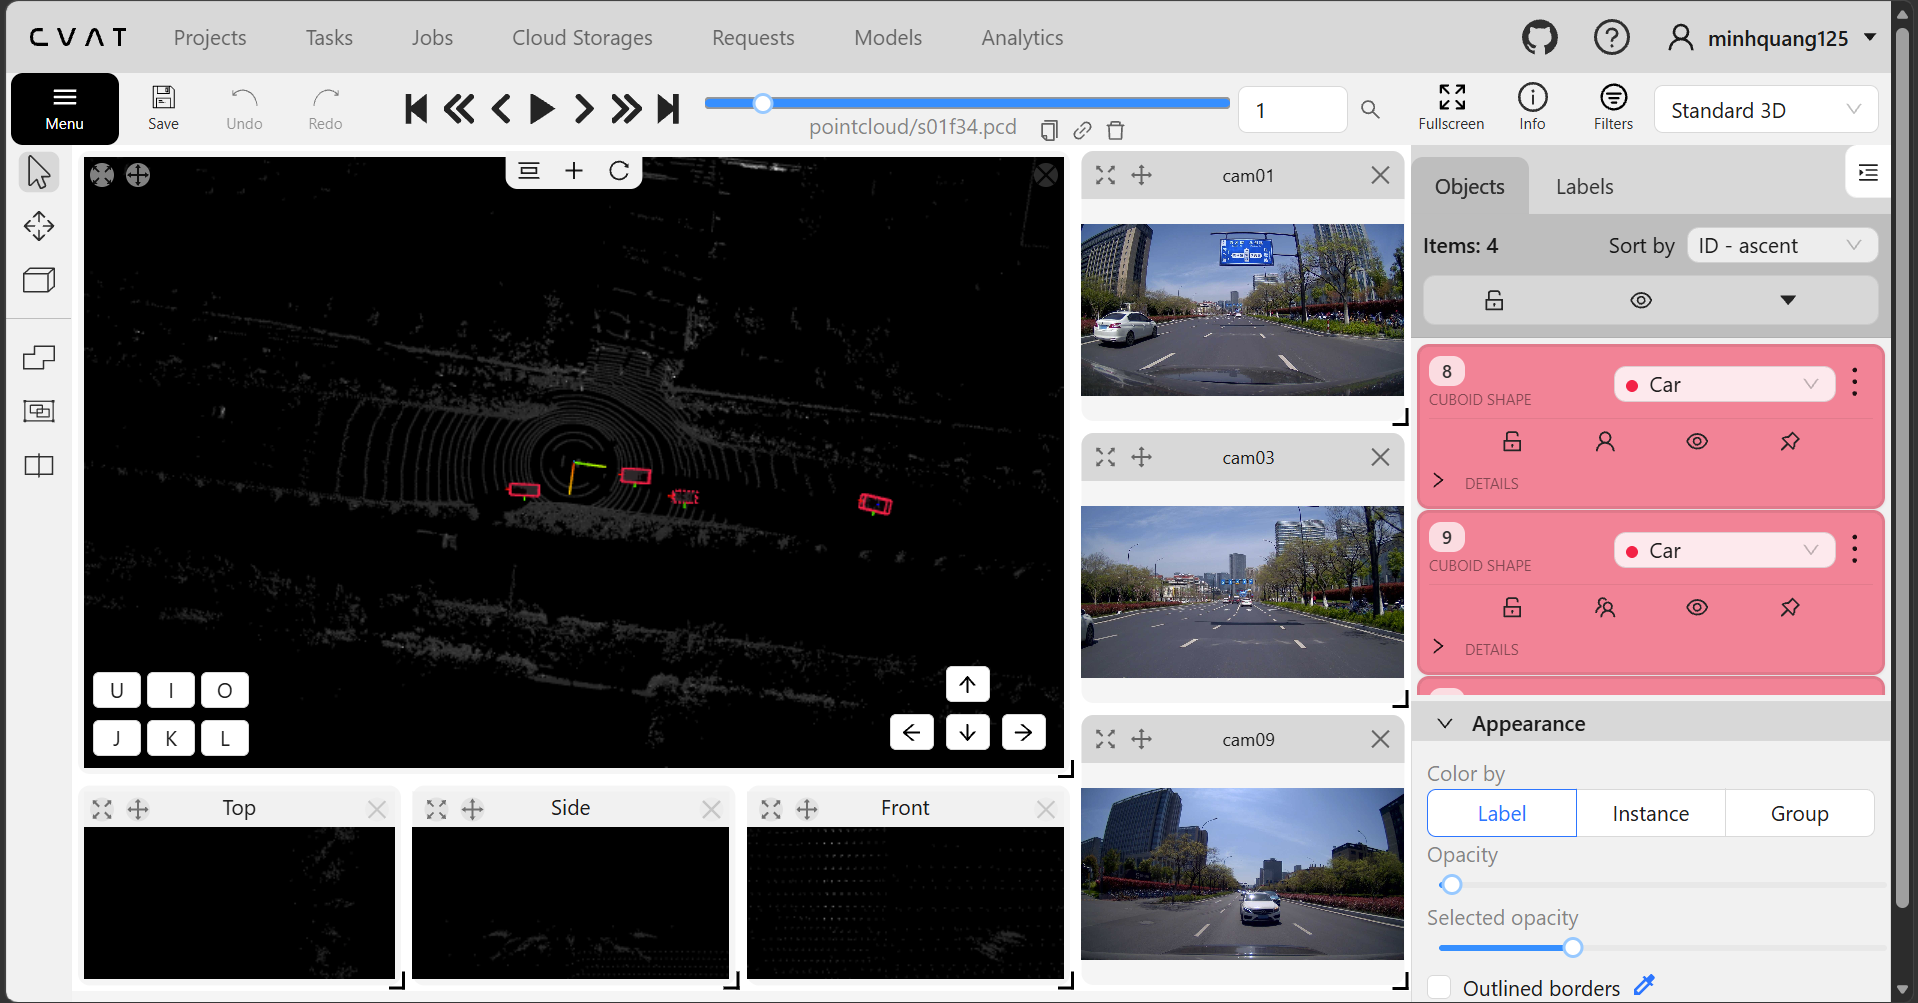 CVAT
Projects
Tasks
Jobs
Cloud Storages
Requests
Models
Analytics
minhquang125
Menu
Save
Undo
Redo
pointcloud/s01f34.pcd
1
Fullscreen
Info
Filters
Standard 3D
cam01
cam03
cam09
Objects
Labels
Items: 4
Sort by
ID - ascent
8
CUBOID SHAPE
Car
DETAILS
9
CUBOID SHAPE
Car
DETAILS
U I O
J K L
Top
Side
Front
Appearance
Color by
Label
Instance
Group
Opacity
Selected opacity
Outlined borders